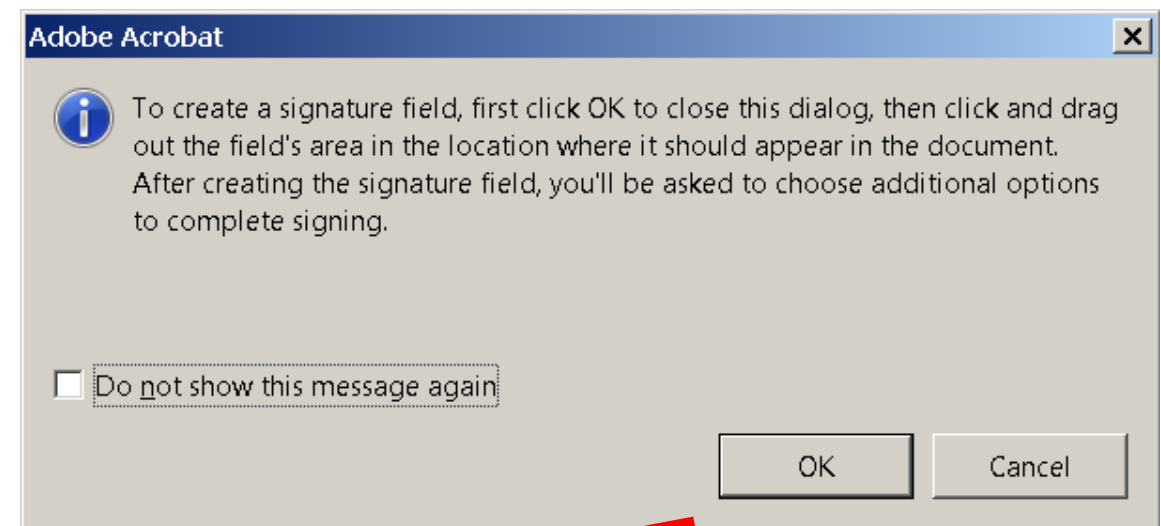 Adobe Acrobat
To create a signature field, first click OK to close this dialog, then click and drag
out the field's area in the location where it should appear in the document.
After creating the signature field, you'll be asked to choose additional options
to complete signing.
Do not show this message again
OK
Cancel